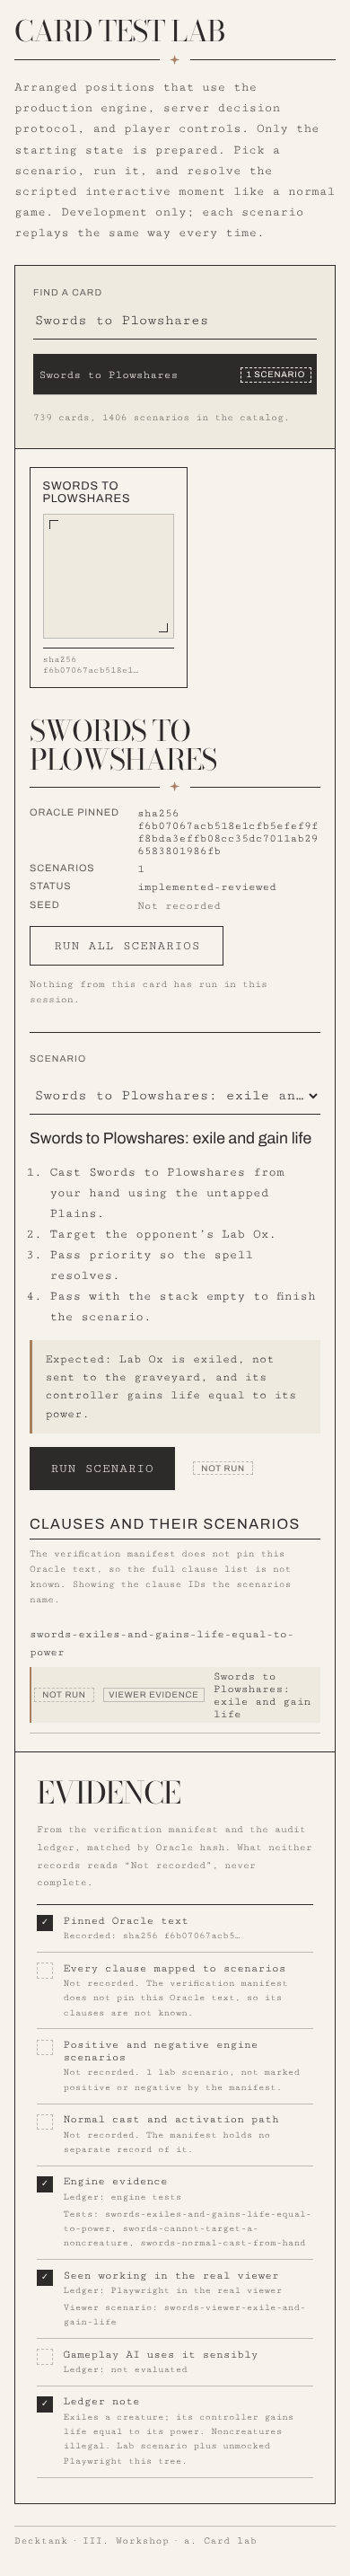 CARD TEST LAB
Arranged positions that use the
production engine, server decision
protocol, and player controls. Only the
starting state is prepared. Pick a
scenario, run it, and resolve the
scripted interactive moment like a normal
game. Development only; each scenario
replays the same way every time.
FIND A CARD
Swords to Plowshares
Swords to Plowshares 1 SCENARIO
739 cards, 1406 scenarios in the catalog.
SWORDS TO
PLOWSHARES
sha256
f6b07067acb518e1…
SWORDS TO
PLOWSHARES
ORACLE PINNED sha256
f6b07067acb518e1cfb5efef9f
f8bda3effb08cc35dc7011ab29
6583801986fb
SCENARIOS 1
STATUS implemented-reviewed
SEED Not recorded
RUN ALL SCENARIOS
Nothing from this card has run in this
session.
SCENARIO
Swords to Plowshares: exile an…
Swords to Plowshares: exile and gain life
1. Cast Swords to Plowshares from
your hand using the untapped
Plains.
2. Target the opponent's Lab Ox.
3. Pass priority so the spell
resolves.
4. Pass with the stack empty to finish
the scenario.
Expected: Lab Ox is exiled, not
sent to the graveyard, and its
controller gains life equal to its
power.
RUN SCENARIO NOT RUN
CLAUSES AND THEIR SCENARIOS
The verification manifest does not pin this
Oracle text, so the full clause list is not
known. Showing the clause IDs the scenarios
name.
swords-exiles-and-gains-life-equal-to-
power
NOT RUN VIEWER EVIDENCE Swords to
Plowshares:
exile and gain
life
EVIDENCE
From the verification manifest and the audit
ledger, matched by Oracle hash. What neither
records reads “Not recorded”, never
complete.
✓ Pinned Oracle text
Recorded: sha256 f6b07067acb5…
Every clause mapped to scenarios
Not recorded. The verification manifest
does not pin this Oracle text, so its
clauses are not known.
Positive and negative engine
scenarios
Not recorded. 1 lab scenario, not marked
positive or negative by the manifest.
Normal cast and activation path
Not recorded. The manifest holds no
separate record of it.
✓ Engine evidence
Ledger: engine tests
Tests: swords-exiles-and-gains-life-equal-
to-power, swords-cannot-target-a-
noncreature, swords-normal-cast-from-hand
✓ Seen working in the real viewer
Ledger: Playwright in the real viewer
Viewer scenario: swords-viewer-exile-and-
gain-life
Gameplay AI uses it sensibly
Ledger: not evaluated
✓ Ledger note
Exiles a creature; its controller gains
life equal to its power. Noncreatures
illegal. Lab scenario plus unmocked
Playwright this tree.
Decktank · III. Workshop · a. Card lab